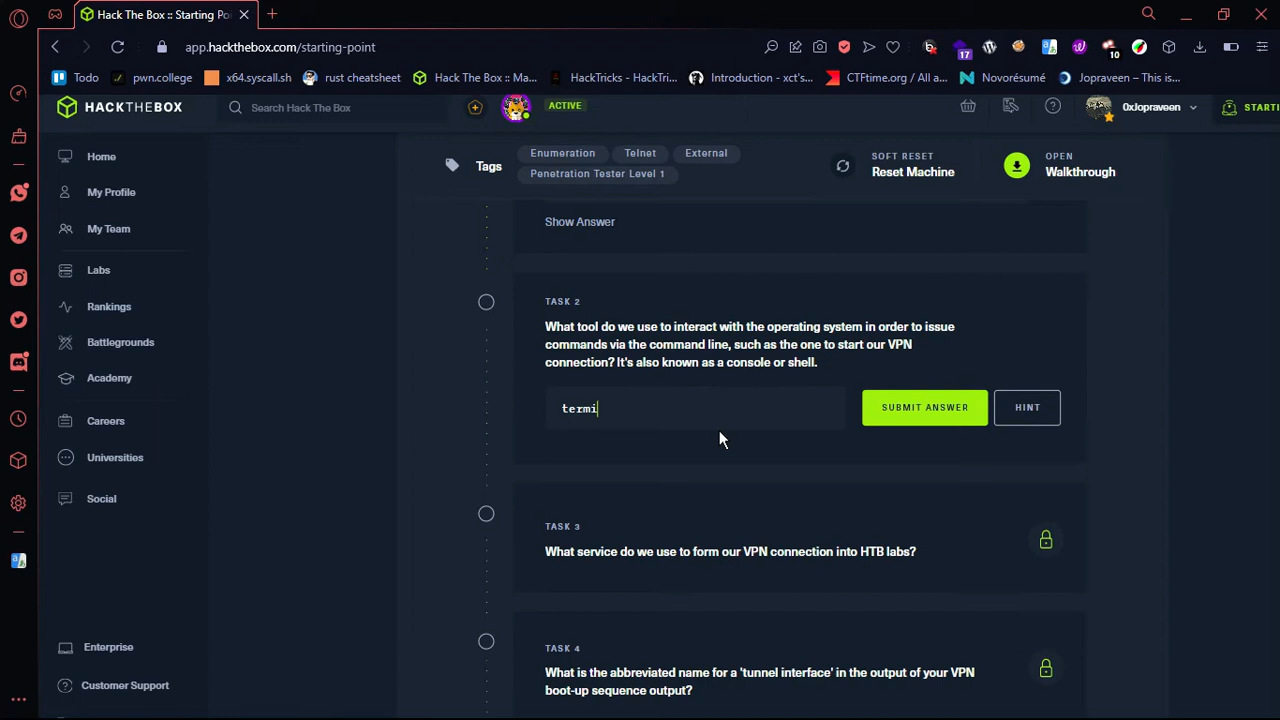 Hack The Box :: Starting Poi
app.hackthebox.com/starting-point
17
10
Todo
pwn.college
x64.syscall.sh
rust cheatsheet
Hack The Box :: Ma...
HackTricks - HackTri...
Introduction - xct's...
CTFtime.org / All a...
Novorésumé
Jopraveen – This is...
HACKTHEBOX
Search Hack The Box
ACTIVE
0xJopraveen
STARTI
Home
My Profile
My Team
Labs
Rankings
Battlegrounds
Academy
Careers
Universities
Social
Enterprise
Customer Support
Tags
Enumeration
Telnet
External
Penetration Tester Level 1
SOFT RESET
Reset Machine
OPEN
Walkthrough
Show Answer
TASK 2
What tool do we use to interact with the operating system in order to issue
commands via the command line, such as the one to start our VPN
connection? It's also known as a console or shell.
termi
SUBMIT ANSWER
HINT
TASK 3
What service do we use to form our VPN connection into HTB labs?
TASK 4
What is the abbreviated name for a 'tunnel interface' in the output of your VPN
boot-up sequence output?